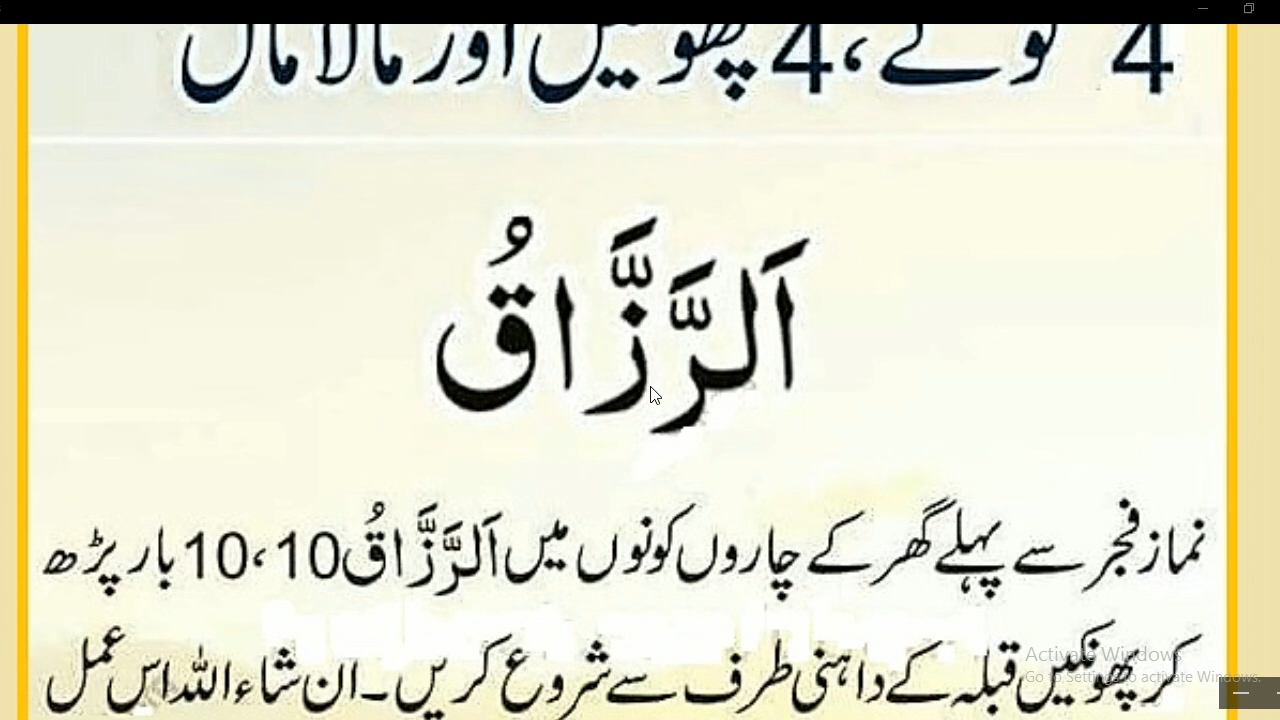 4 کونے، 4 پھونکیں اور مالا مال
اَلرَّزَّاقُ
نماز فجر سے پہلے گھر کے چاروں کونوں میں اَلرَّزَّاقُ 10،10 بار پڑھ
کر پھونکیں قبلہ کے داہنی طرف سے شروع کریں۔ ان شاء اللہ اس عمل
Activate Windows
Go to Settings to activate Windows.